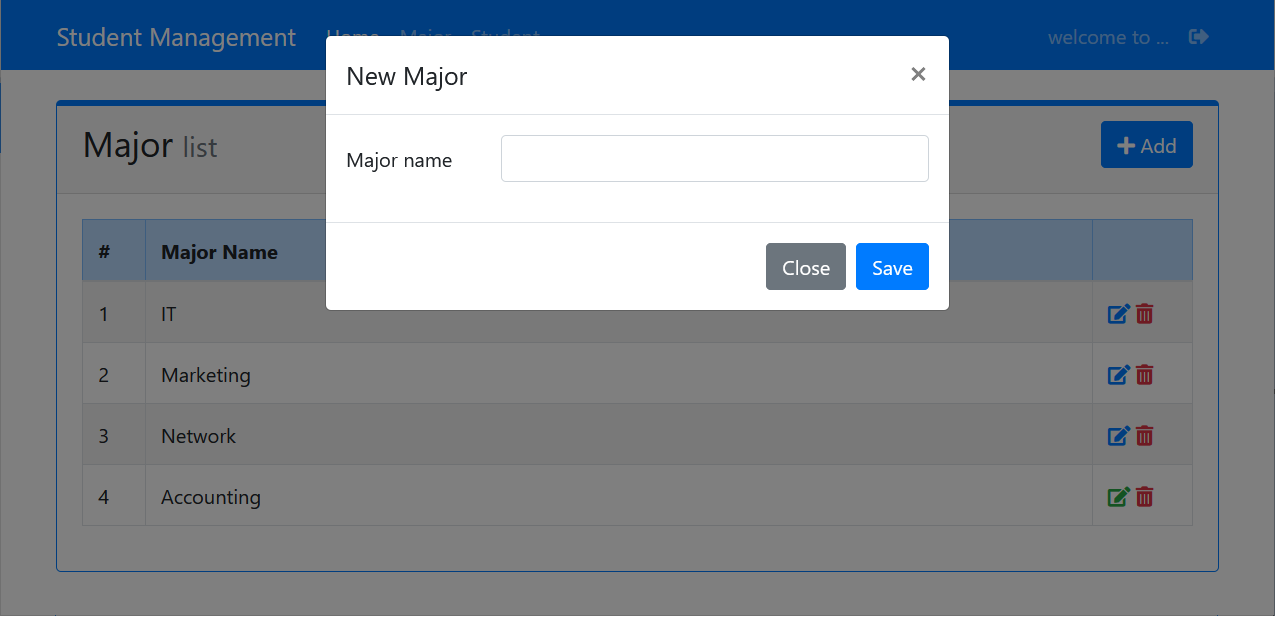 Student Management Home Major Student welcome to ...
New Major ×
Major list
Add
Major name
# Major Name
Close Save
1 IT
2 Marketing
3 Network
4 Accounting